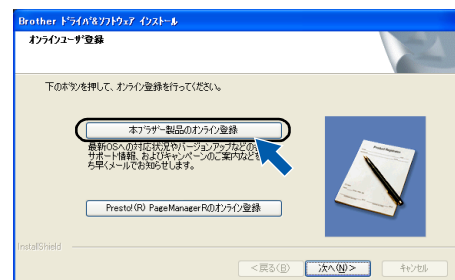 Brother ドライバ&ソフトウェア インストール
オンラインユーザ登録
下のボタンを押して、オンライン登録を行ってください。
本ブラザー製品のオンライン登録
最新OSへの対応状況やバージョンアップなどの
サポート情報、およびキャンペーンのご案内などを
ち早くメールでお知らせします。
Product Registration
Presto!(R) PageManagerRのオンライン登録
InstallShield
<戻る(B) 次へ(N)> キャンセル